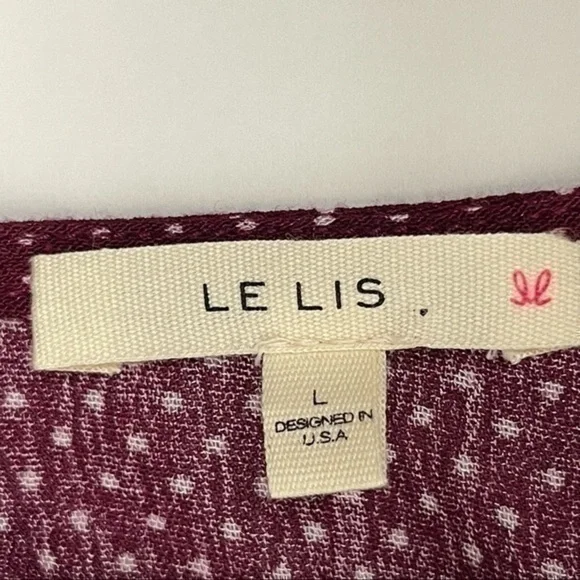 LE LIS .
L
DESIGNED IN
U.S.A